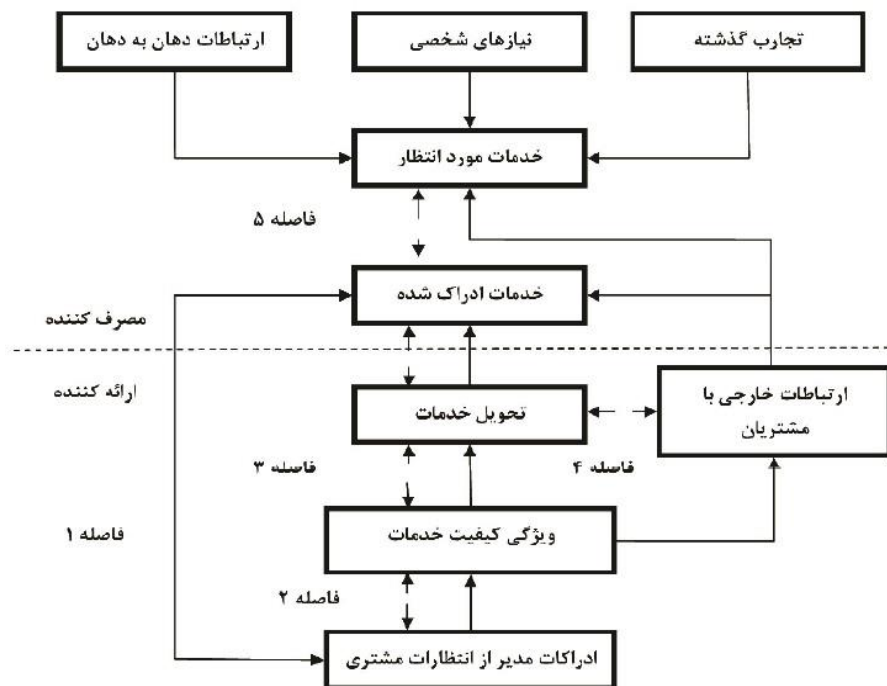 تجارب گذشته
نیازهای شخصی
ارتباطات دهان به دهان
خدمات مورد انتظار
فاصله ۵
خدمات ادراک شده
مصرف کننده
ارائه کننده
ارتباطات خارجی با
مشتریان
تحویل خدمات
فاصله ۴
فاصله ۳
فاصله ۱
ویژگی کیفیت خدمات
فاصله ۲
ادراکات مدیر از انتظارات مشتری